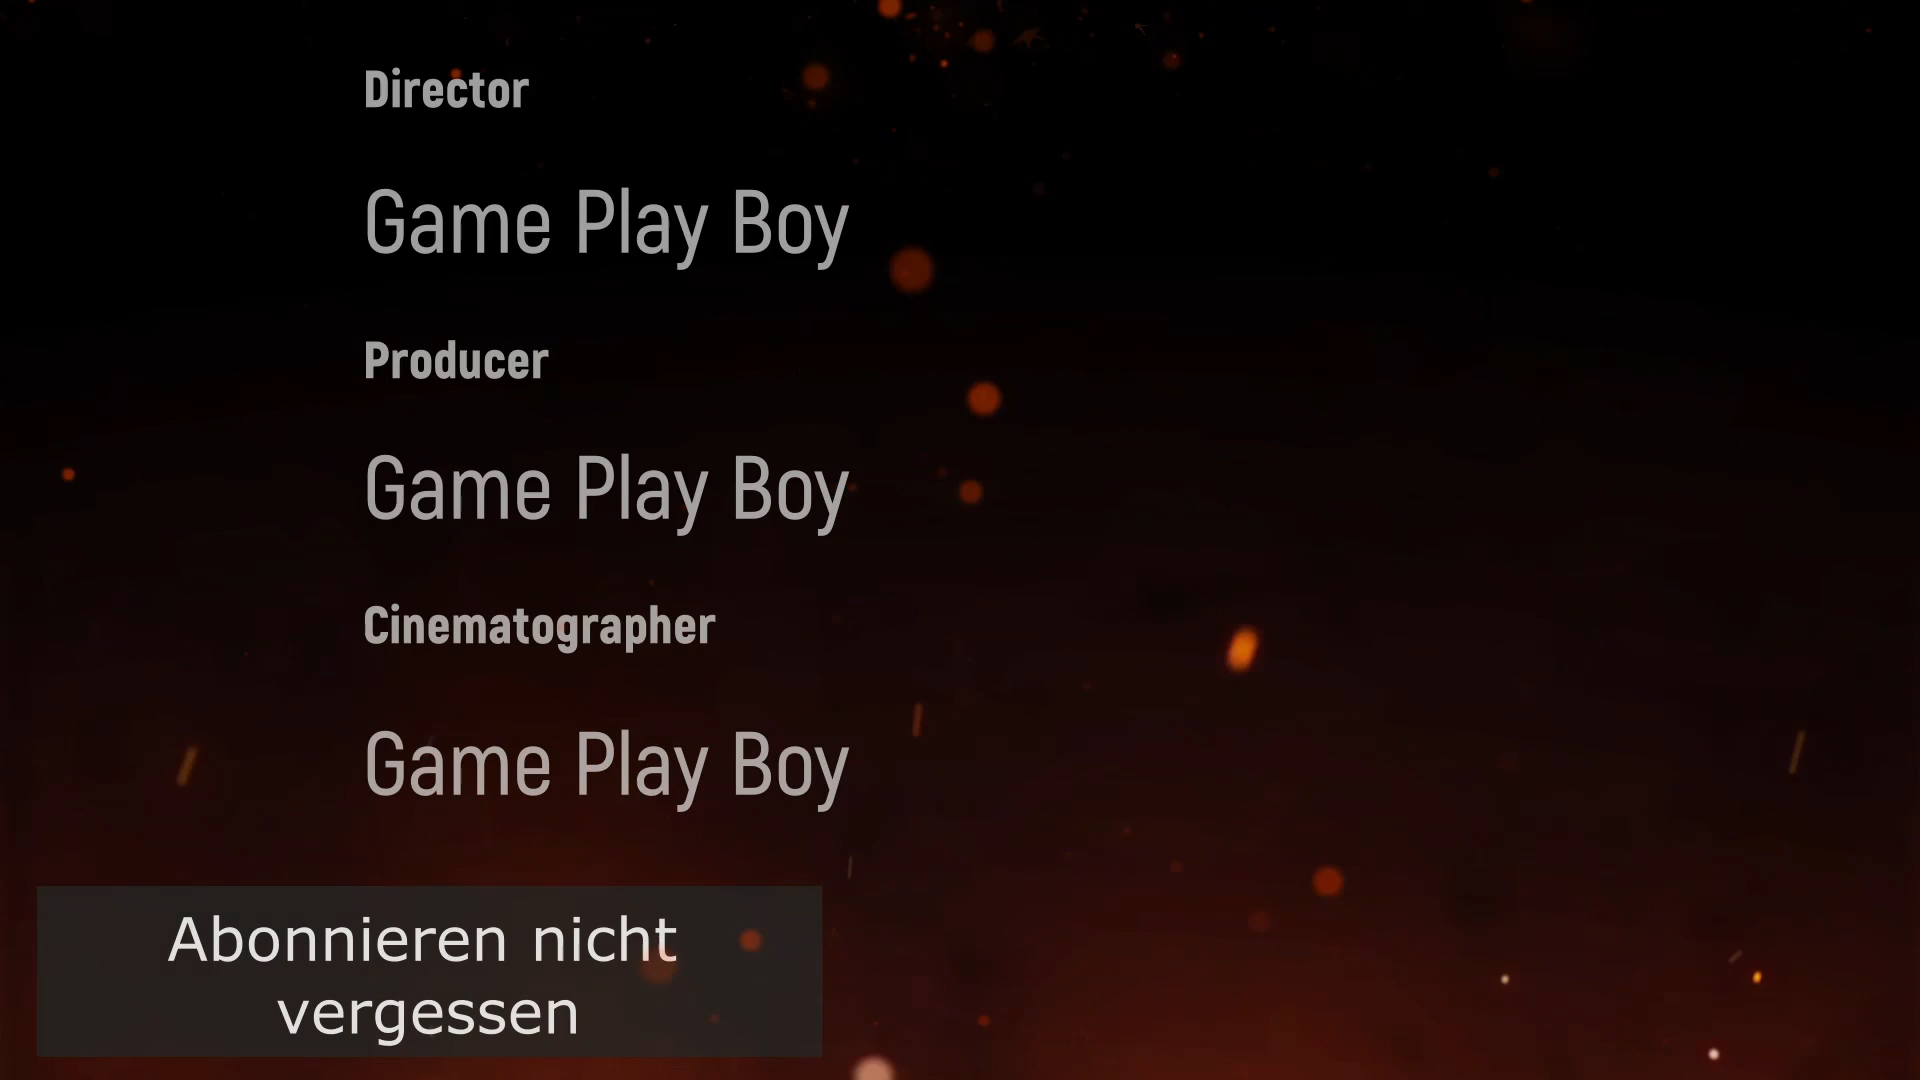 Director
Game Play Boy
Producer
Game Play Boy
Cinematographer
Game Play Boy
Abonnieren nicht
vergessen